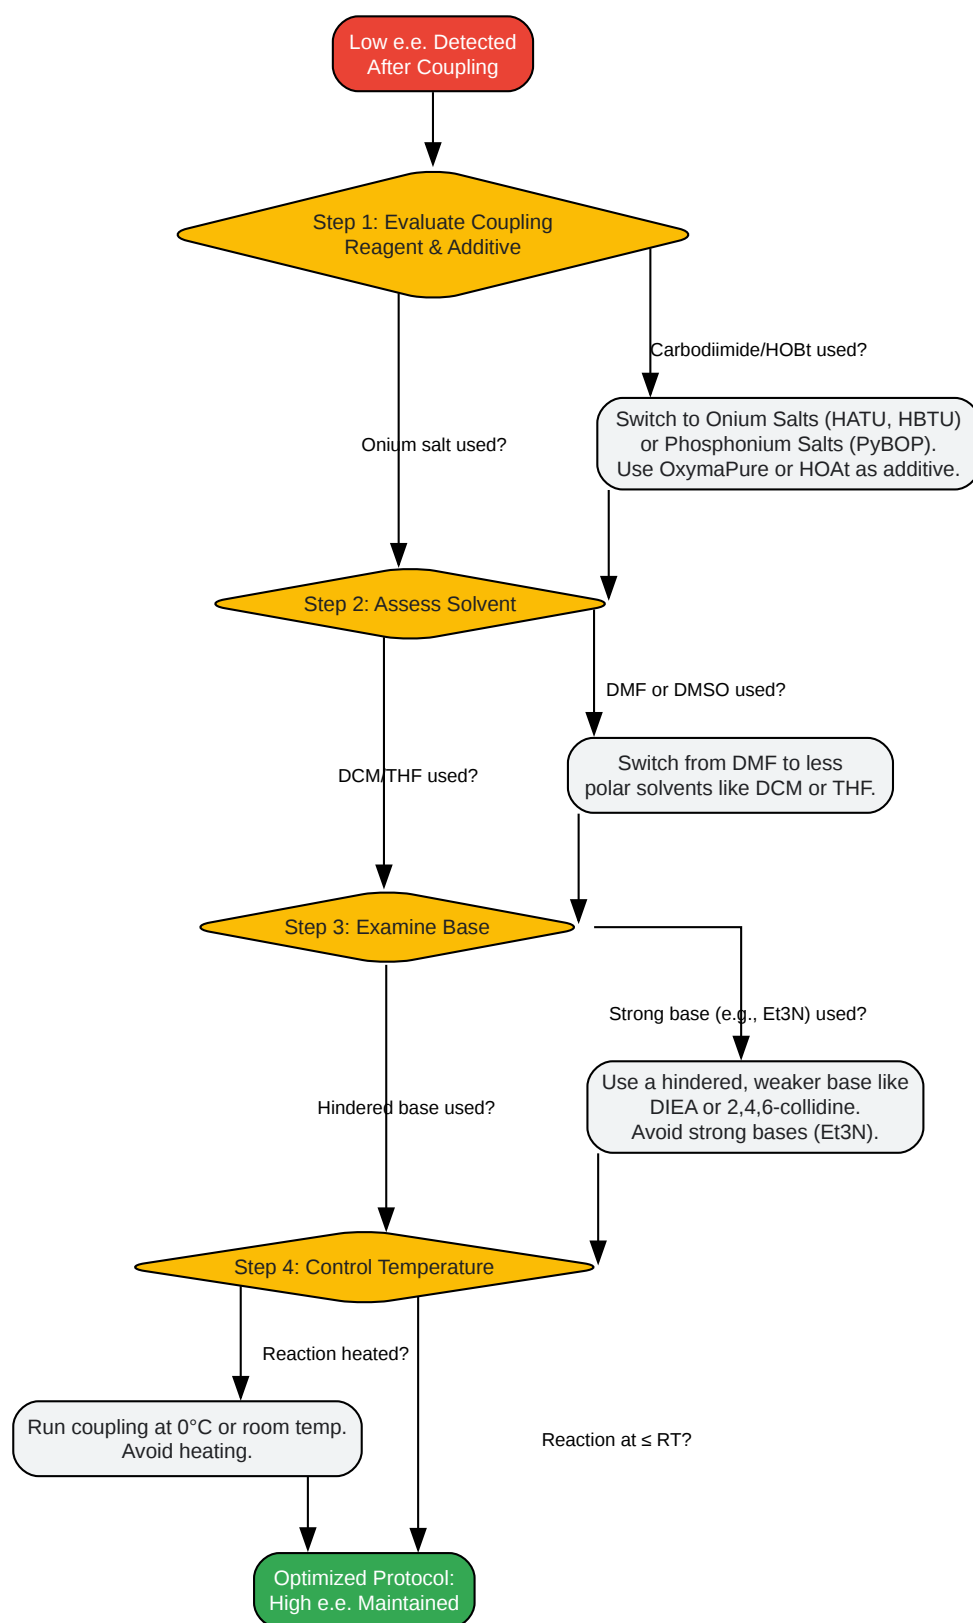 Low e.e. Detected
After Coupling
Step 1: Evaluate Coupling
Reagent & Additive
Carbodiimide/HOBt used?
Switch to Onium Salts (HATU, HBTU)
or Phosphonium Salts (PyBOP).
Use OxymaPure or HOAt as additive.
Onium salt used?
Step 2: Assess Solvent
DMF or DMSO used?
Switch from DMF to less
polar solvents like DCM or THF.
DCM/THF used?
Step 3: Examine Base
Strong base (e.g., Et3N) used?
Use a hindered, weaker base like
DIEA or 2,4,6-collidine.
Avoid strong bases (Et3N).
Hindered base used?
Step 4: Control Temperature
Reaction heated?
Run coupling at 0°C or room temp.
Avoid heating.
Reaction at ≤ RT?
Optimized Protocol:
High e.e. Maintained